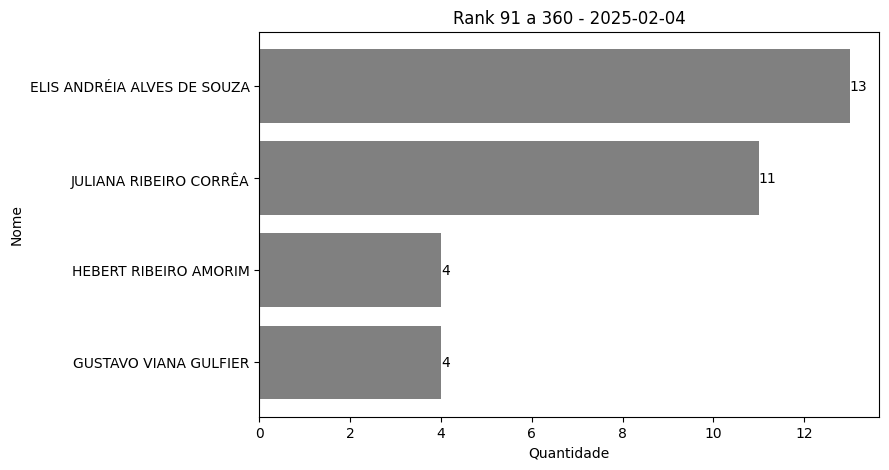 Rank 91 a 360 - 2025-02-04
ELIS ANDRÉIA ALVES DE SOUZA
13
JULIANA RIBEIRO CORRÊA
11
HEBERT RIBEIRO AMORIM
4
GUSTAVO VIANA GULFIER
4
Nome
0 2 4 6 8 10 12
Quantidade